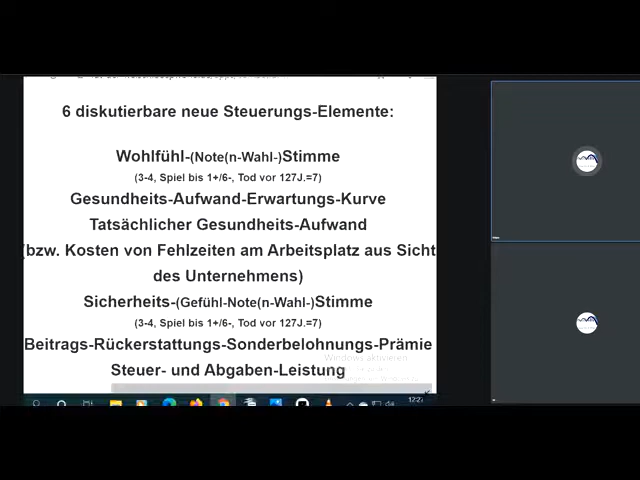 6 diskutierbare neue Steuerungs-Elemente:
Wohlfühl-(Note(n-Wahl-)Stimme
(3-4, Spiel bis 1+/6-, Tod vor 127J.=7)
Gesundheits-Aufwand-Erwartungs-Kurve
Tatsächlicher Gesundheits-Aufwand
(bzw. Kosten von Fehlzeiten am Arbeitsplatz aus Sicht
des Unternehmens)
Sicherheits-(Gefühl-Note(n-Wahl-)Stimme
(3-4, Spiel bis 1+/6-, Tod vor 127J.=7)
Beitrags-Rückerstattungs-Sonderbelohnungs-Prämie
Windows aktivieren
Steuer- und Abgaben-Leistung